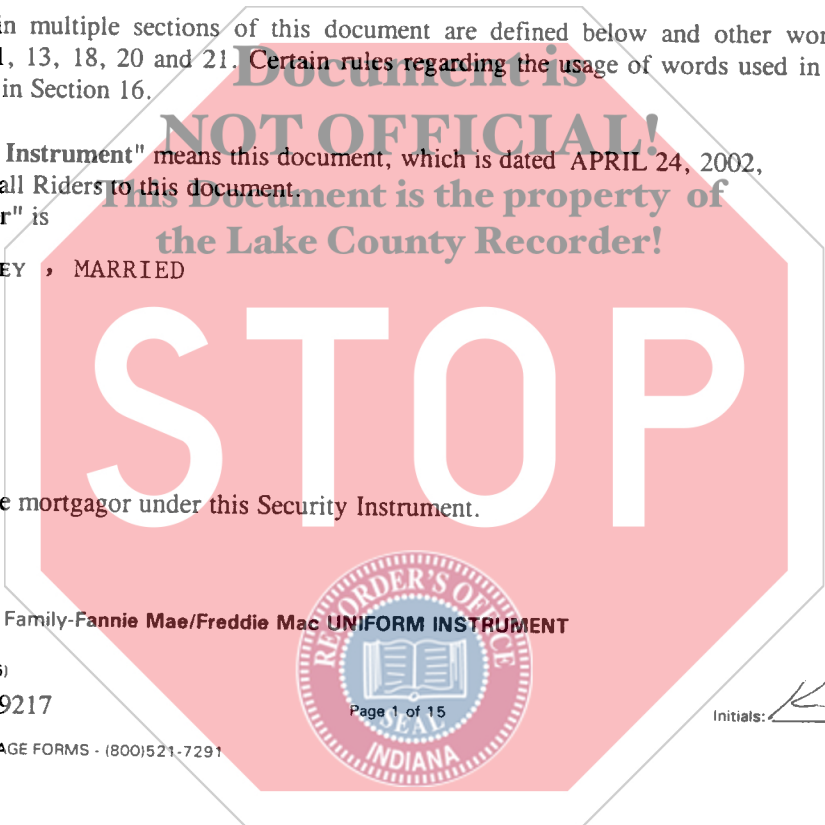 in multiple sections of this document are defined below and other
, 13, 18, 20 and 21. Certain rules regarding the usage of words used in
in Section 16.
Document is
NOT OFFICIAL!
Instrument" means this document, which is dated APRIL 24, 2002,
all Riders to this document.
This Document is the property of
r" is
the Lake County Recorder!
EY , MARRIED
STOP
e mortgagor under this Security Instrument.
RECORDER'S OFFICE
Family-Fannie Mae/Freddie Mac UNIFORM INSTRUMENT
9217
Page 1 of 15
Initials:
SEAL
AGE FORMS - (800)521-7291
INDIANA